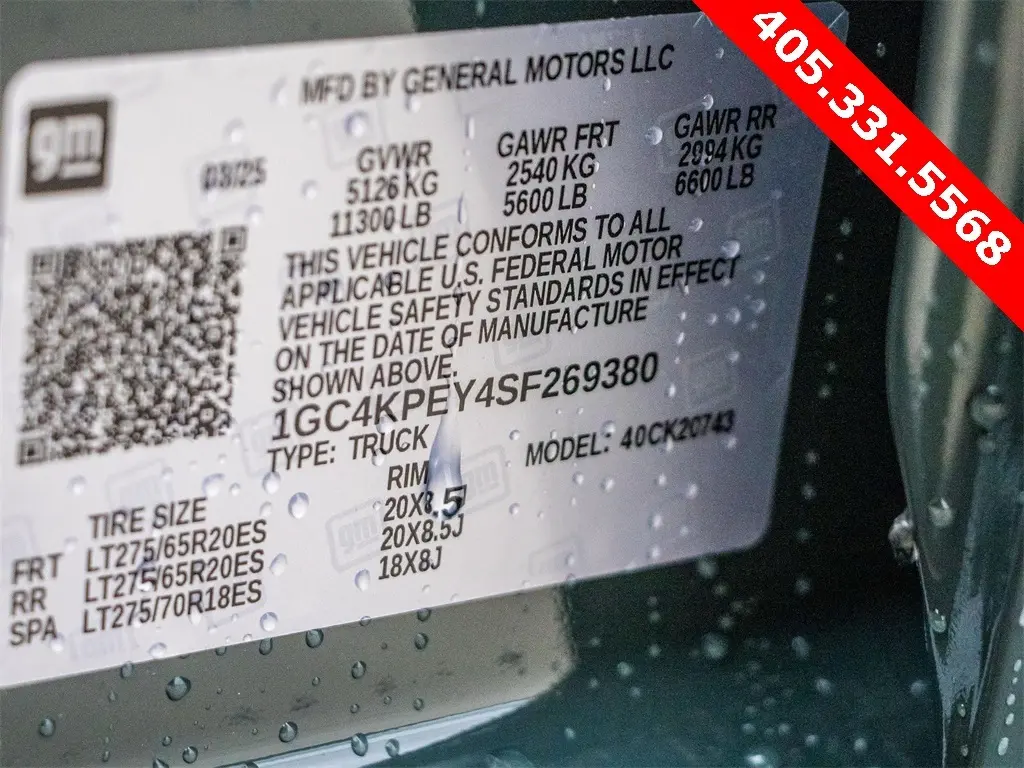 405.331.5568
MFD BY GENERAL MOTORS LLC
gm
03/25
GVWR
5126 KG
11300 LB
GAWR FRT
2540 KG
5600 LB
GAWR RR
2994 KG
6600 LB
THIS VEHICLE CONFORMS TO ALL
APPLICABLE U.S. FEDERAL MOTOR
VEHICLE SAFETY STANDARDS IN EFFECT
ON THE DATE OF MANUFACTURE
SHOWN ABOVE.
1GC4KPEY4SF269380
TYPE: TRUCK
MODEL: 40CK20743
TIRE SIZE RIM
FRT LT275/65R20ES 20X8.5J
RR LT275/65R20ES 20X8.5J
SPA LT275/70R18ES 18X8J